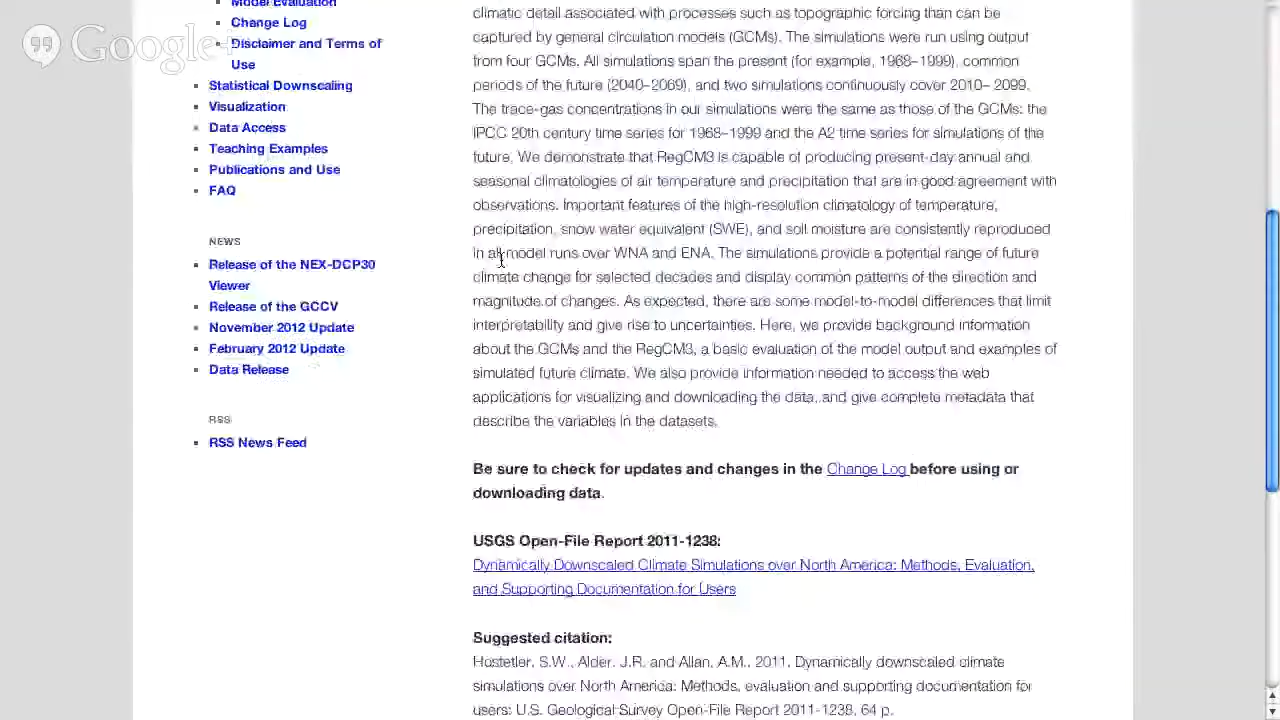 Google+
Model Evaluation
Change Log
Disclaimer and Terms of
Use
Statistical Downscaling
Visualization
Data Access
Teaching Examples
Publications and Use
FAQ
NEWS
Release of the NEX-DCP30
Viewer
Release of the GCCV
November 2012 Update
February 2012 Update
Data Release
RSS
RSS News Feed
climatic detail associated with processes such as topographic forcing than can be
captured by general circulation models (GCMs). The simulations were run using output
from four GCMs. All simulations span the present (for example, 1968–1999), common
periods of the future (2040–2069), and two simulations continuously cover 2010–2099.
The trace-gas concentrations in our simulations were the same as those of the GCMs: the
IPCC 20th century time series for 1968–1999 and the A2 time series for simulations of the
future. We demonstrate that RegCM3 is capable of producing present-day annual and
seasonal climatologies of air temperature and precipitation that are in good agreement with
observations. Important features of the high-resolution climatology of temperature,
precipitation, snow water equivalent (SWE), and soil moisture are consistently reproduced
in all model runs over WNA and ENA. The simulations provide a potential range of future
climate change for selected decades and display common patterns of the direction and
magnitude of changes. As expected, there are some model-to-model differences that limit
interpretability and give rise to uncertainties. Here, we provide background information
about the GCMs and the RegCM3, a basic evaluation of the model output and examples of
simulated future climate. We also provide information needed to access the web
applications for visualizing and downloading the data, and give complete metadata that
describe the variables in the datasets.
Be sure to check for updates and changes in the Change Log before using or
downloading data.
USGS Open-File Report 2011-1238:
Dynamically Downscaled Climate Simulations over North America: Methods, Evaluation,
and Supporting Documentation for Users
Suggested citation:
Hostetler, S.W., Alder, J.R. and Allan, A.M., 2011, Dynamically downscaled climate
simulations over North America: Methods, evaluation and supporting documentation for
users: U.S. Geological Survey Open-File Report 2011-1238, 64 p.